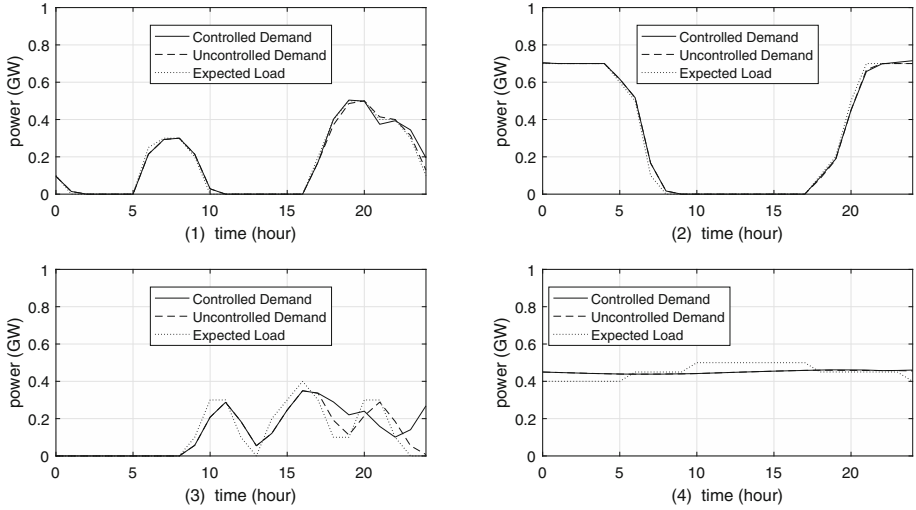 1
0.8
0.6
0.4
0.2
0
power (GW)
Controlled Demand
Uncontrolled Demand
Expected Load
0 5 10 15 20
(1) time (hour)
1
0.8
0.6
0.4
0.2
0
power (GW)
Controlled Demand
Uncontrolled Demand
Expected Load
0 5 10 15 20
(2) time (hour)
1
0.8
0.6
0.4
0.2
0
power (GW)
Controlled Demand
Uncontrolled Demand
Expected Load
0 5 10 15 20
(3) time (hour)
1
0.8
0.6
0.4
0.2
0
power (GW)
Controlled Demand
Uncontrolled Demand
Expected Load
0 5 10 15 20
(4) time (hour)